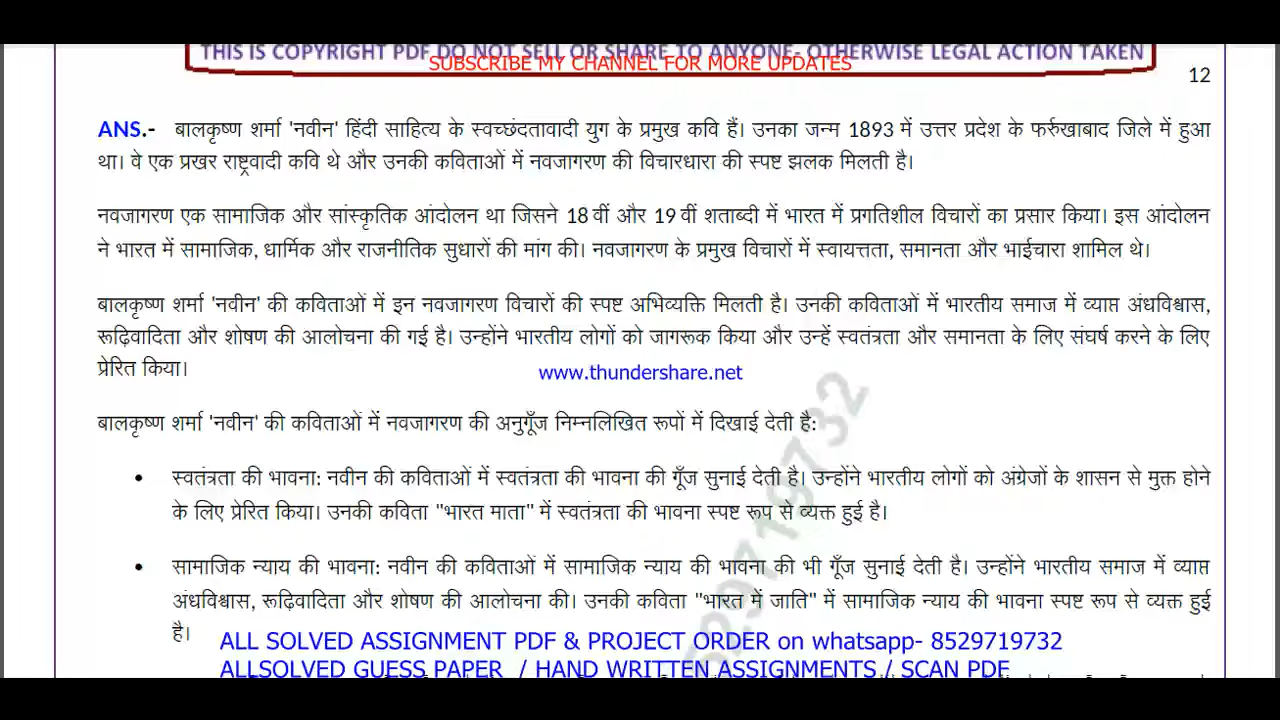 THIS IS COPYRIGHT PDF DO NOT SELL OR SHARE TO ANYONE- OTHERWISE LEGAL ACTION TAKEN
SUBSCRIBE MY CHANNEL FOR MORE UPDATES
12
ANS.- बालकृष्ण शर्मा 'नवीन' हिंदी साहित्य के स्वच्छंदतावादी युग के प्रमुख कवि हैं। उनका जन्म 1893 में उत्तर प्रदेश के फर्रुखाबाद जिले में हुआ
था। वे एक प्रखर राष्ट्रवादी कवि थे और उनकी कविताओं में नवजागरण की विचारधारा की स्पष्ट झलक मिलती है।
नवजागरण एक सामाजिक और सांस्कृतिक आंदोलन था जिसने 18वीं और 19वीं शताब्दी में भारत में प्रगतिशील विचारों का प्रसार किया। इस आंदोलन
ने भारत में सामाजिक, धार्मिक और राजनीतिक सुधारों की मांग की। नवजागरण के प्रमुख विचारों में स्वायत्तता, समानता और भाईचारा शामिल थे।
बालकृष्ण शर्मा 'नवीन' की कविताओं में इन नवजागरण विचारों की स्पष्ट अभिव्यक्ति मिलती है। उनकी कविताओं में भारतीय समाज में व्याप्त अंधविश्वास,
रूढ़िवादिता और शोषण की आलोचना की गई है। उन्होंने भारतीय लोगों को जागरूक किया और उन्हें स्वतंत्रता और समानता के लिए संघर्ष करने के लिए
प्रेरित किया।
www.thundershare.net
बालकृष्ण शर्मा 'नवीन' की कविताओं में नवजागरण की अनुगूँज निम्नलिखित रूपों में दिखाई देती है:
• स्वतंत्रता की भावना: नवीन की कविताओं में स्वतंत्रता की भावना की गूँज सुनाई देती है। उन्होंने भारतीय लोगों को अंग्रेजों के शासन से मुक्त होने
के लिए प्रेरित किया। उनकी कविता "भारत माता" में स्वतंत्रता की भावना स्पष्ट रूप से व्यक्त हुई है।
• सामाजिक न्याय की भावना: नवीन की कविताओं में सामाजिक न्याय की भावना की भी गूँज सुनाई देती है। उन्होंने भारतीय समाज में व्याप्त
अंधविश्वास, रूढ़िवादिता और शोषण की आलोचना की। उनकी कविता "भारत में जाति" में सामाजिक न्याय की भावना स्पष्ट रूप से व्यक्त हुई
है।
8529719732
ALL SOLVED ASSIGNMENT PDF & PROJECT ORDER on whatsapp- 8529719732
ALLSOLVED GUESS PAPER / HAND WRITTEN ASSIGNMENTS / SCAN PDF